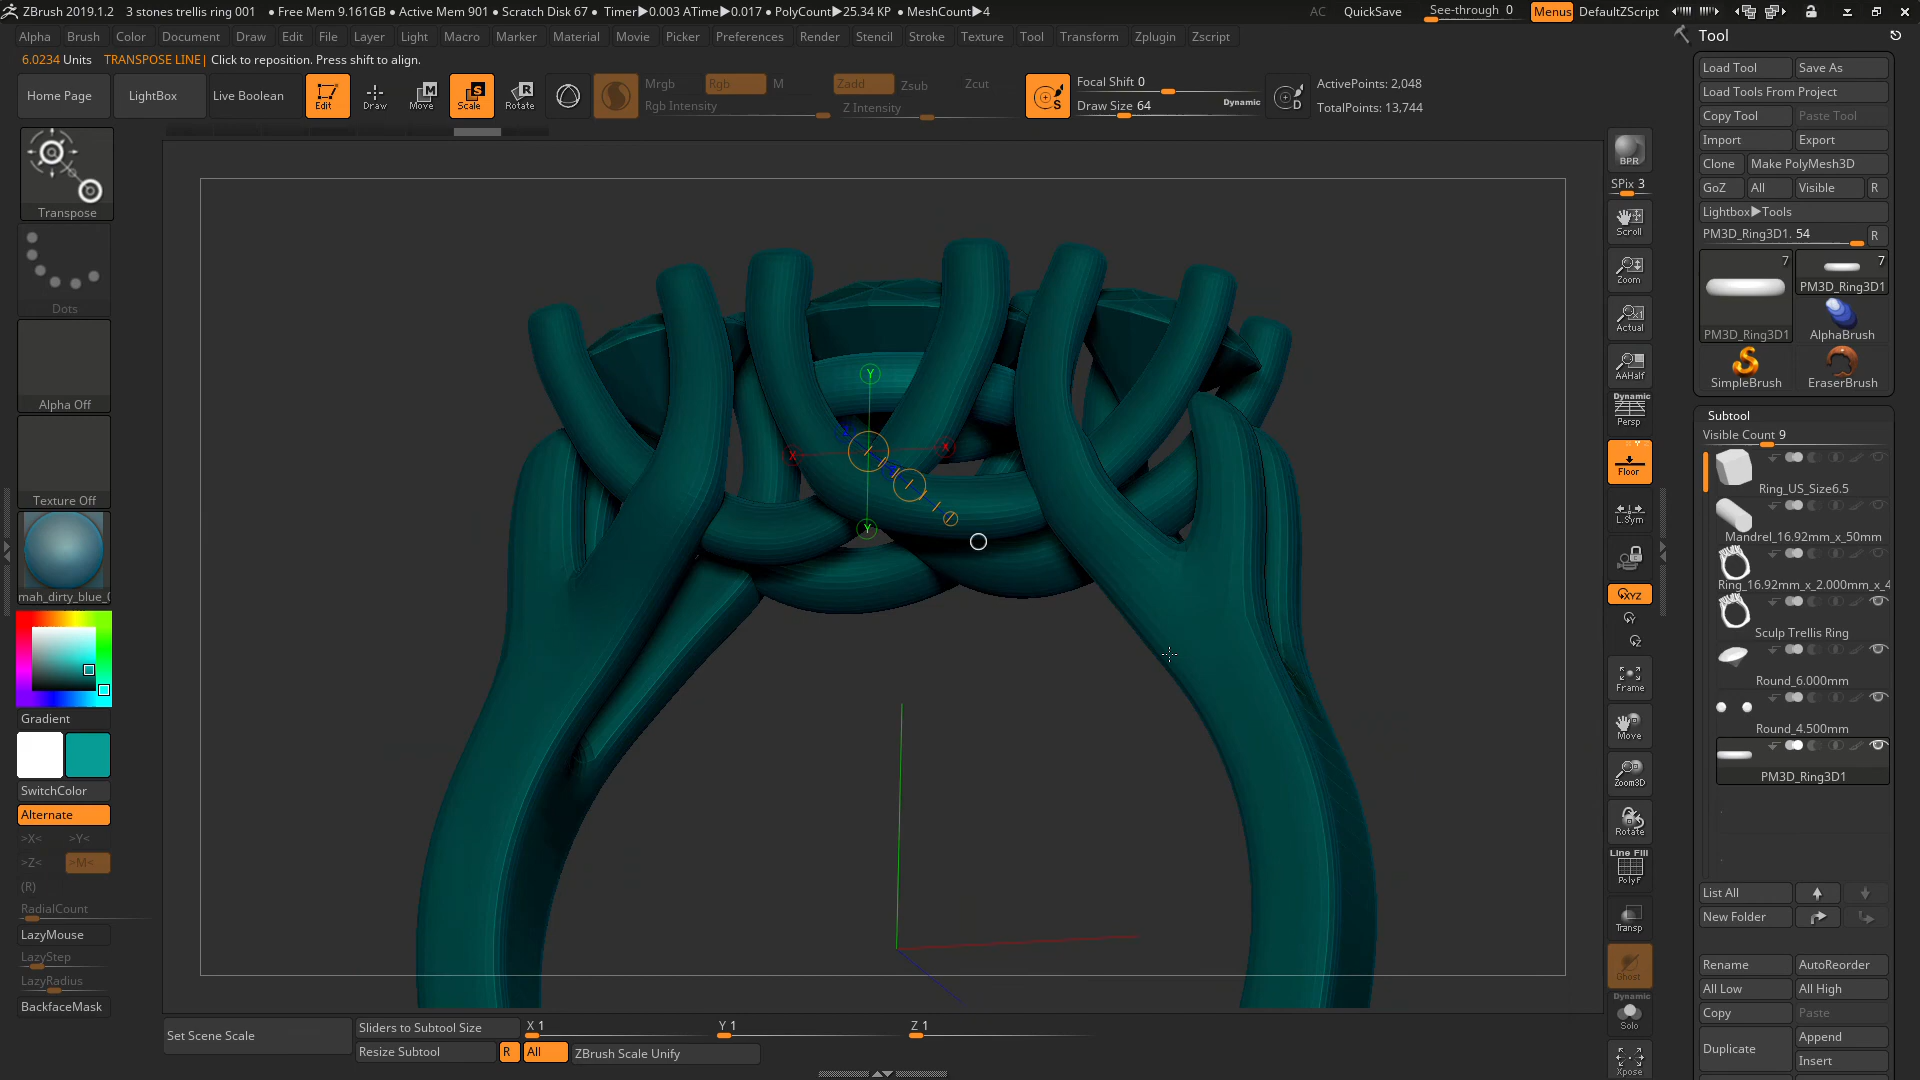 ZBrush 2019.1.2 3 stones trellis ring 001 ● Free Mem 9.161GB ● Active Mem 901 ● Scratch Disk 67 ● Timer▶0.003 ATime▶0.017 ● PolyCount▶25.34 KP ● MeshCount▶4 AC QuickSave See-through 0 Menus DefaultZScript
Alpha Brush Color Document Draw Edit File Layer Light Macro Marker Material Movie Picker Preferences Render Stencil Stroke Texture Tool Transform Zplugin Zscript
6.0234 Units TRANSPOSE LINE| Click to reposition. Press shift to align.
Home Page LightBox Live Boolean Edit Draw Move Scale Rotate
Mrgb Rgb M Zadd Zsub Zcut
Rgb Intensity Z Intensity
Focal Shift 0
Draw Size 64 Dynamic
ActivePoints: 2,048
TotalPoints: 13,744
Transpose
Dots
Alpha Off
Texture Off
mah_dirty_blue_0
Gradient
SwitchColor
Alternate
>X< >Y<
>Z< >M<
(R)
RadialCount
LazyMouse
LazyStep
LazyRadius
BackfaceMask
Y
X X
Y
Set Scene Scale
Sliders to Subtool Size X 1 Y 1 Z 1
Resize Subtool R All ZBrush Scale Unify
BPR
SPix 3
Scroll
Zoom
Actual
AAHalf
Dynamic
Persp
Floor
L.Sym
XYZ
Y
Z
Frame
Move
Zoom3D
Rotate
Line Fill
PolyF
Transp
Ghost
Dynamic
Solo
Xpose
Tool
Load Tool Save As
Load Tools From Project
Copy Tool Paste Tool
Import Export
Clone Make PolyMesh3D
GoZ All Visible R
Lightbox▶Tools
PM3D_Ring3D1. 54 R
7 7
PM3D_Ring3D1
PM3D_Ring3D1 AlphaBrush
SimpleBrush EraserBrush
Subtool
Visible Count 9
Ring_US_Size6.5
Mandrel_16.92mm_x_50mm
Ring_16.92mm_x_2.000mm_x_4
Sculp Trellis Ring
Round_6.000mm
Round_4.500mm
PM3D_Ring3D1
List All
New Folder
Rename AutoReorder
All Low All High
Copy Paste
Duplicate Append
Insert